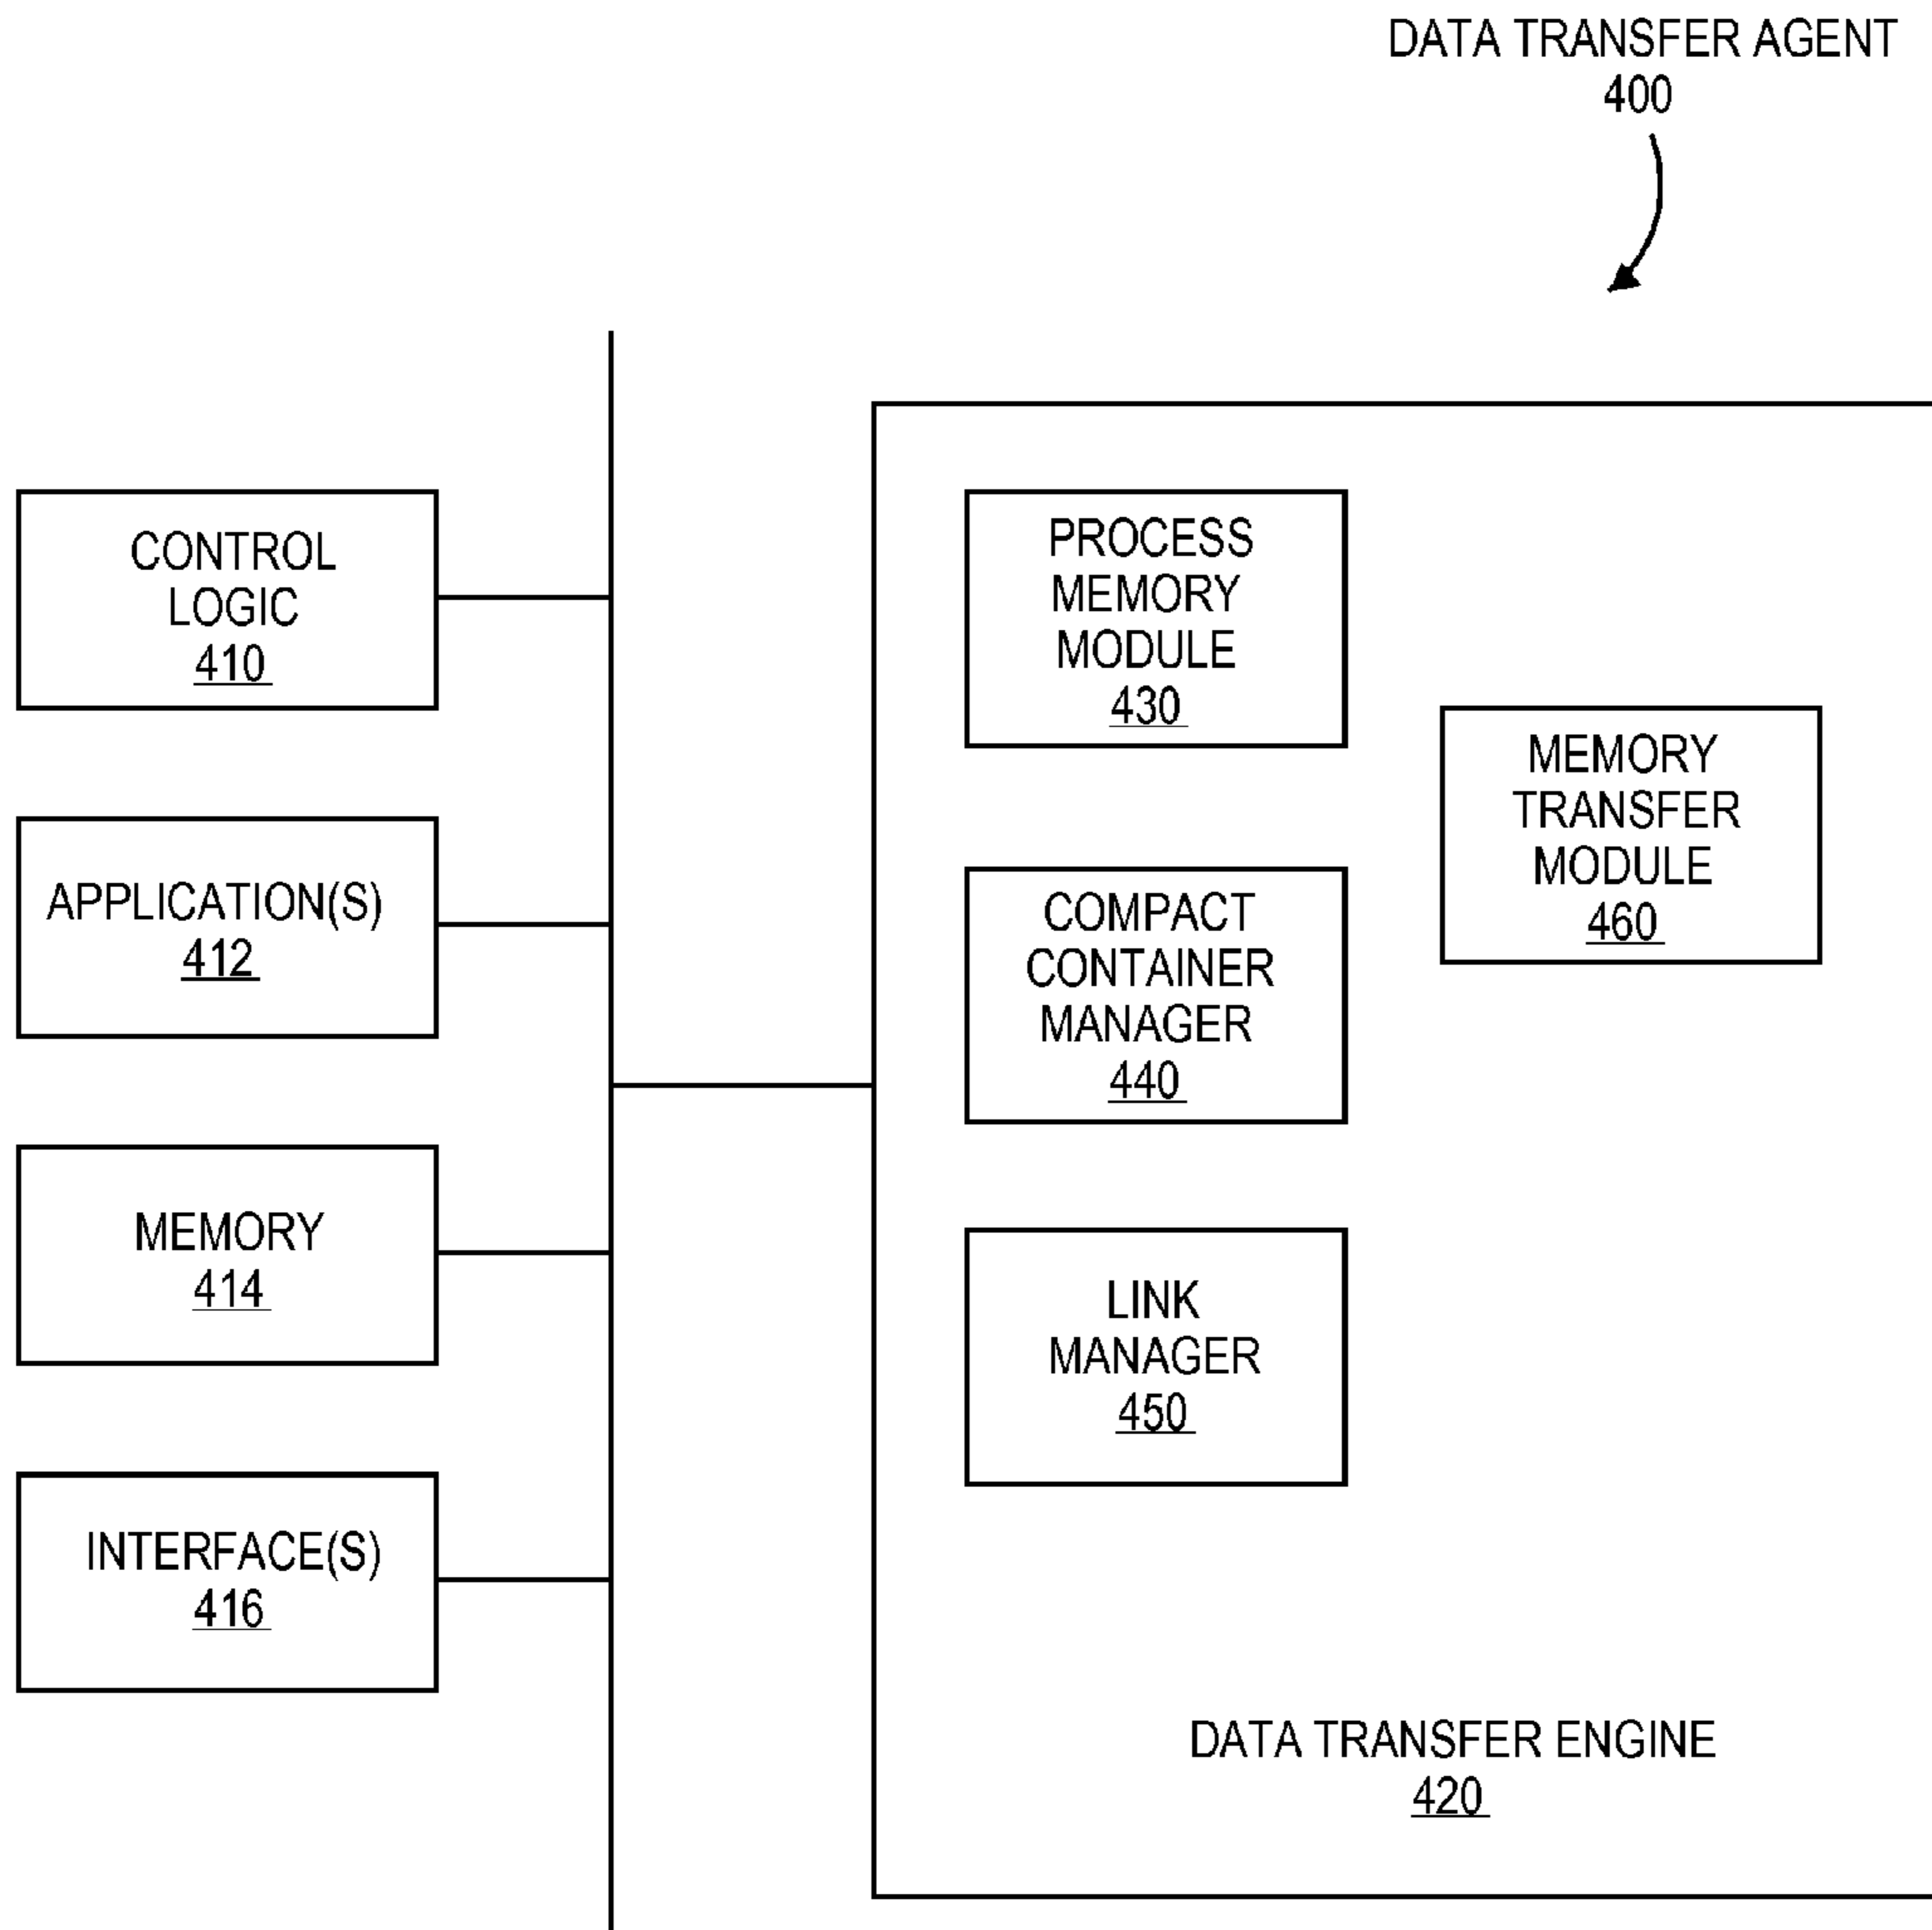 DATA TRANSFER AGENT
400
CONTROL
LOGIC
410
APPLICATION(S)
412
MEMORY
414
INTERFACE(S)
416
PROCESS
MEMORY
MODULE
430
COMPACT
CONTAINER
MANAGER
440
LINK
MANAGER
450
MEMORY
TRANSFER
MODULE
460
DATA TRANSFER ENGINE
420